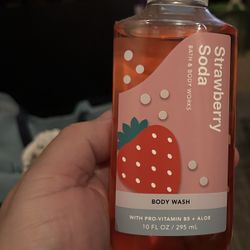 Strawberry
Soda
BATH & BODY WORKS
BODY WASH
WITH PRO-VITAMIN B5 + ALOE
10 FL OZ / 295 mL